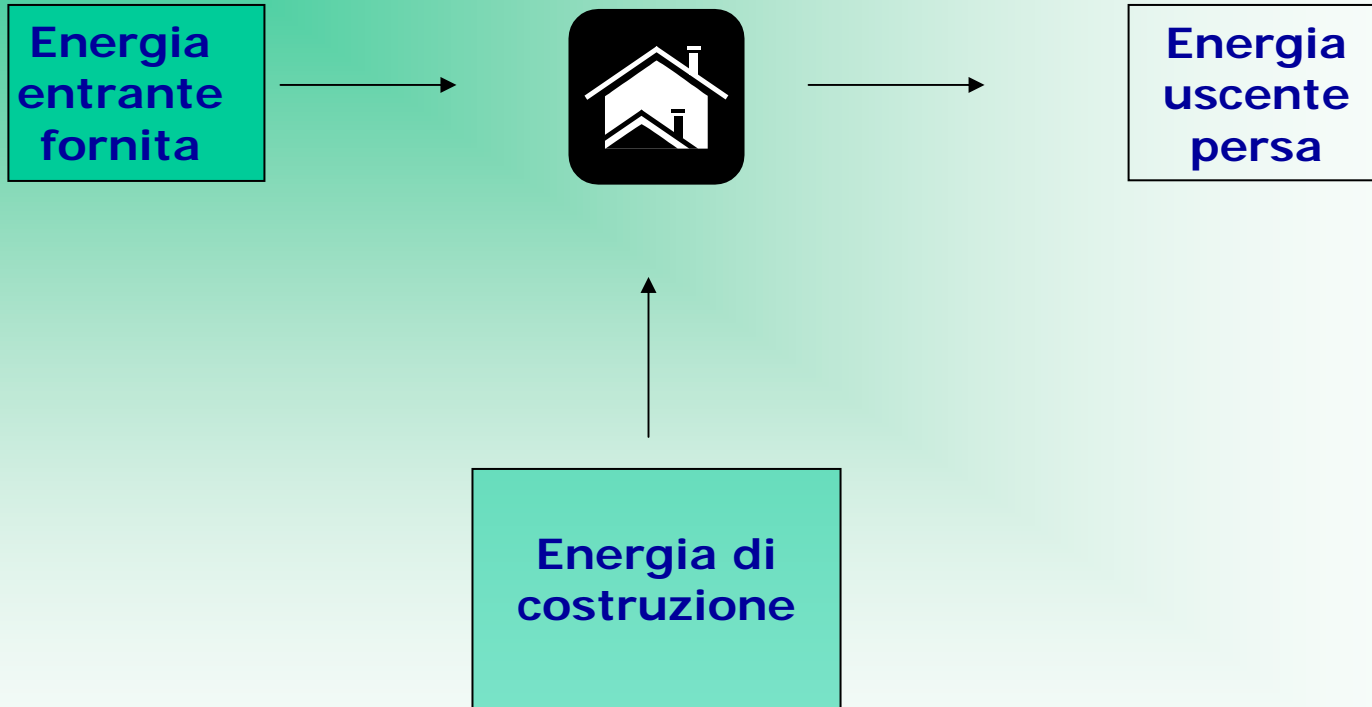 Energia
entrante
fornita
Energia
uscente
persa
Energia di
costruzione